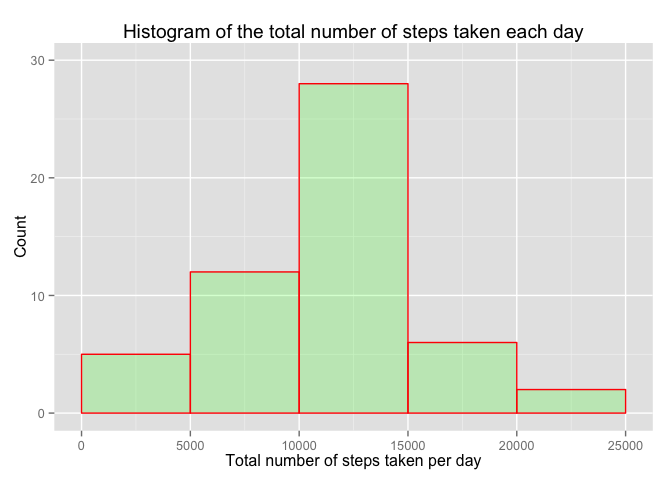 Histogram of the total number of steps taken each day
30
20
10
0
Count
0 5000 10000 15000 20000 25000
Total number of steps taken per day